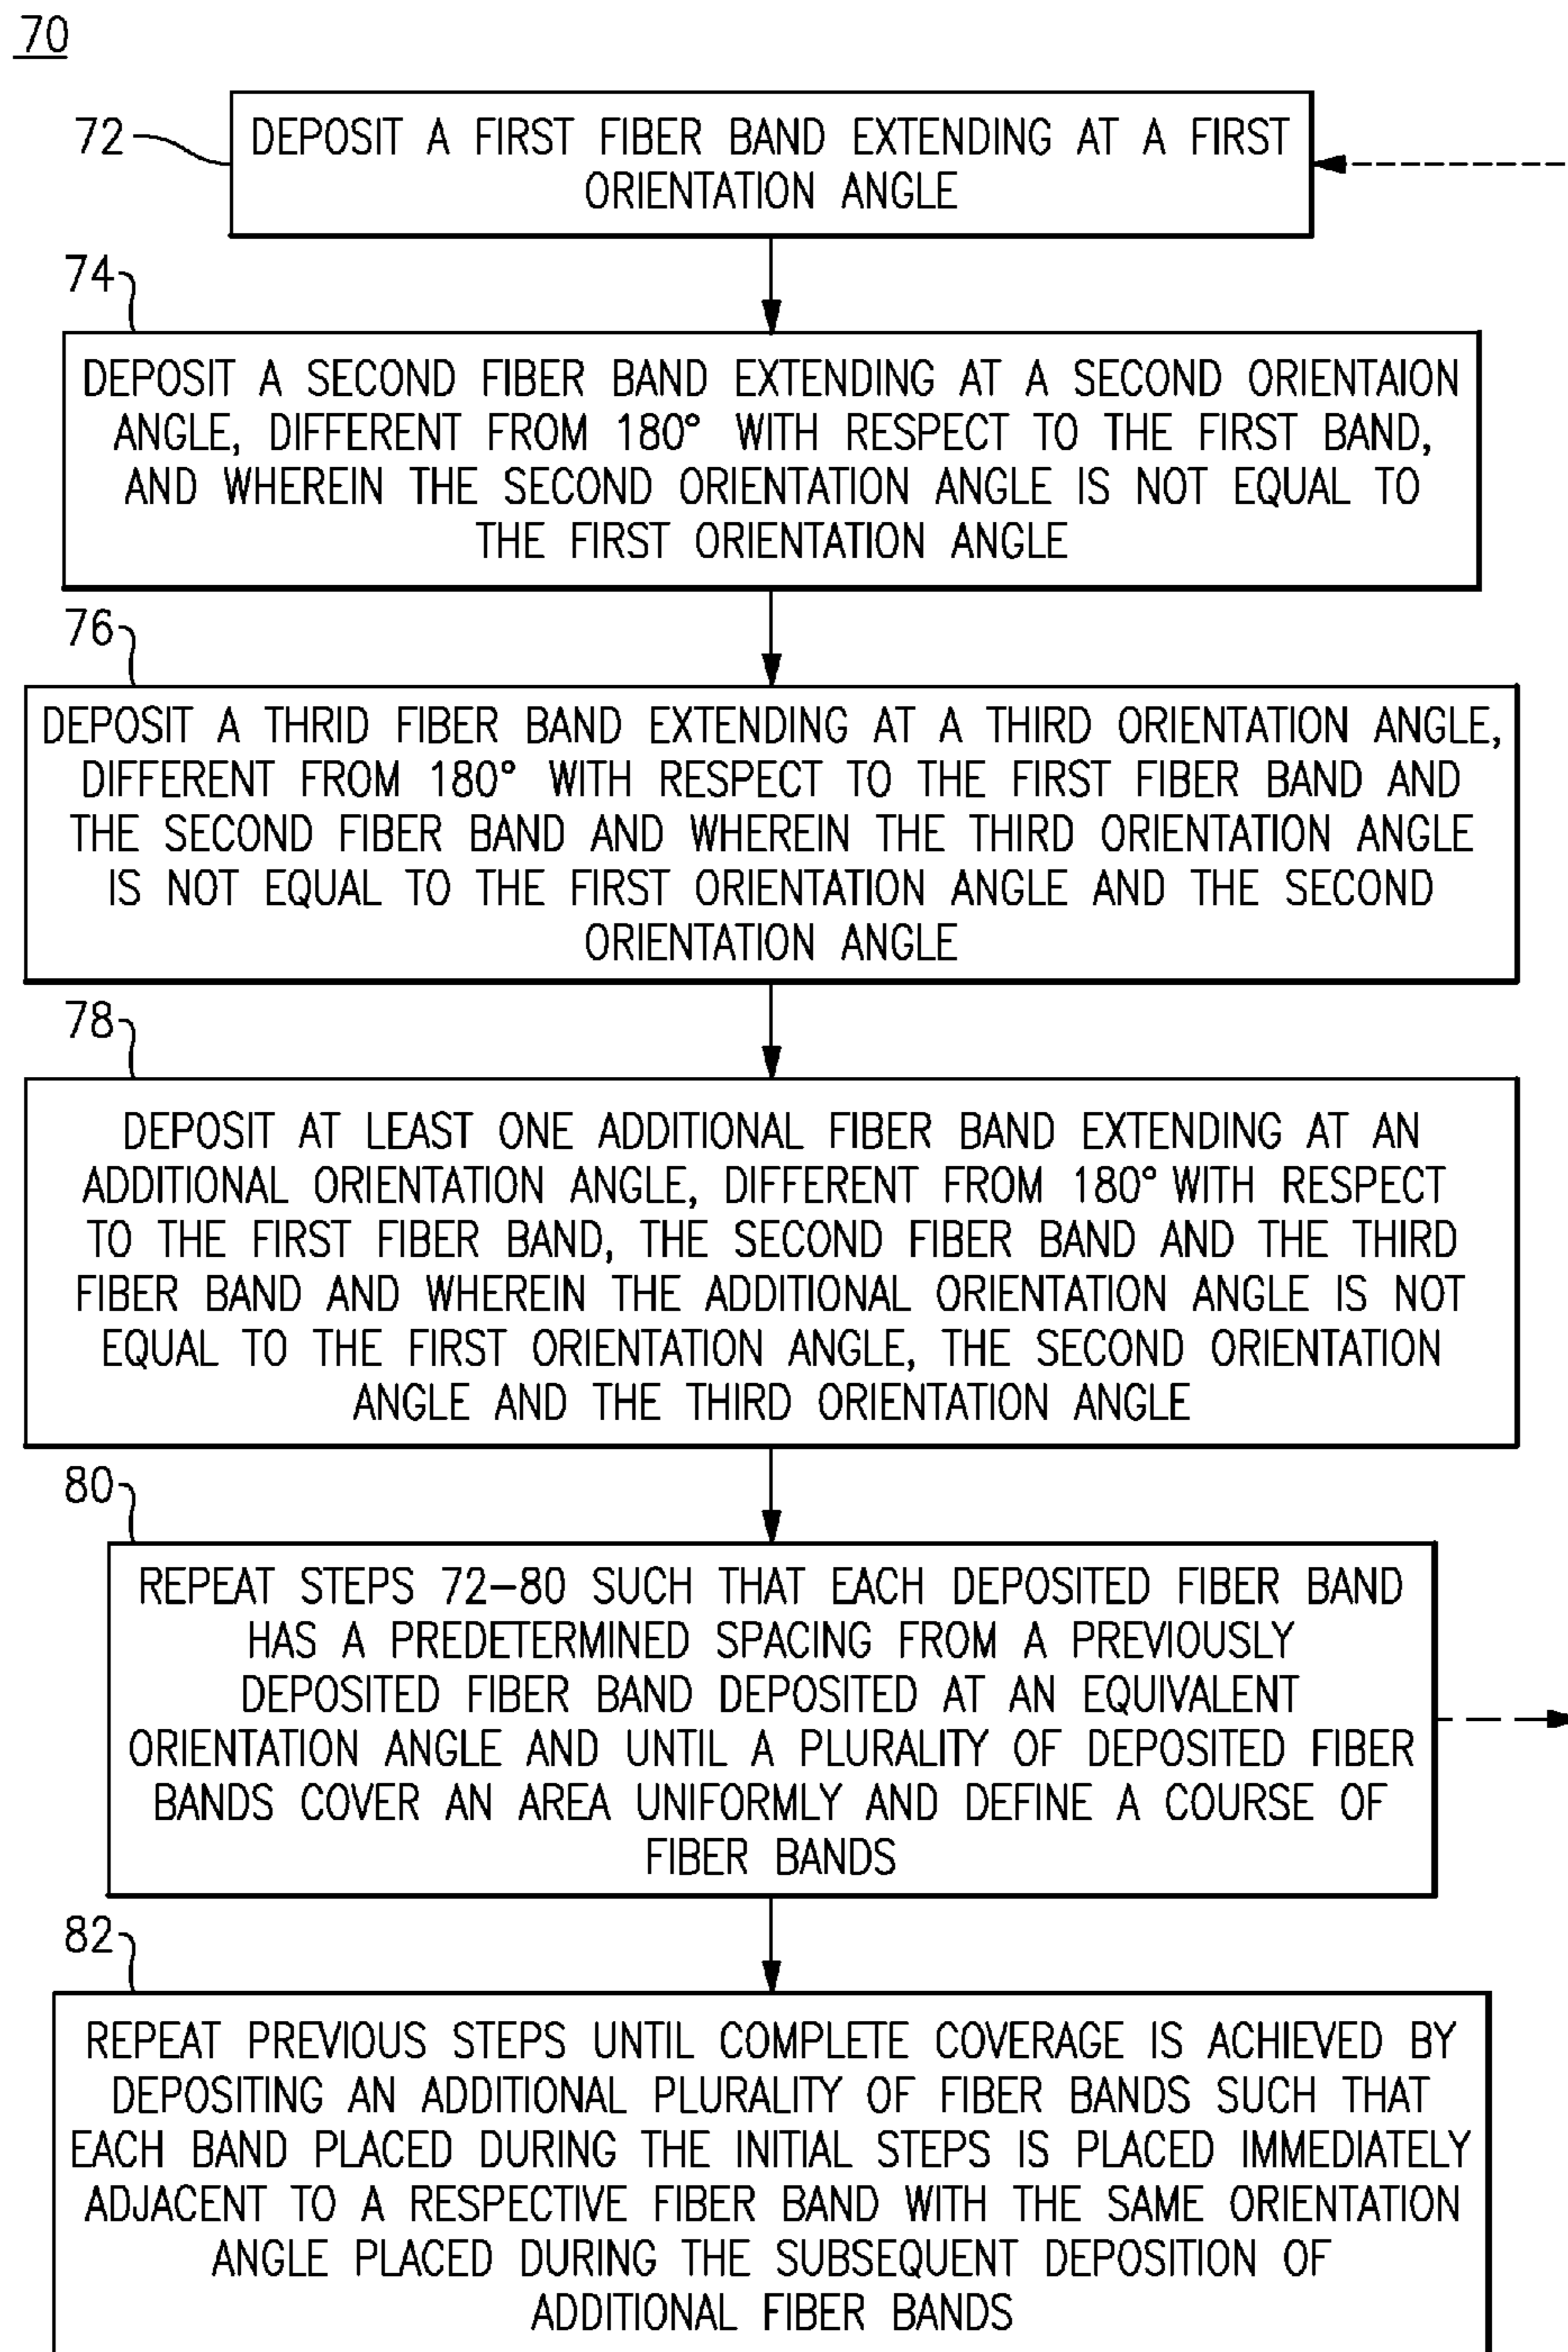 70
72
DEPOSIT A FIRST FIBER BAND EXTENDING AT A FIRST
ORIENTATION ANGLE
74
DEPOSIT A SECOND FIBER BAND EXTENDING AT A SECOND ORIENTAION
ANGLE, DIFFERENT FROM 180° WITH RESPECT TO THE FIRST BAND,
AND WHEREIN THE SECOND ORIENTATION ANGLE IS NOT EQUAL TO
THE FIRST ORIENTATION ANGLE
76
DEPOSIT A THRID FIBER BAND EXTENDING AT A THIRD ORIENTATION ANGLE,
DIFFERENT FROM 180° WITH RESPECT TO THE FIRST FIBER BAND AND
THE SECOND FIBER BAND AND WHEREIN THE THIRD ORIENTATION ANGLE
IS NOT EQUAL TO THE FIRST ORIENTATION ANGLE AND THE SECOND
ORIENTATION ANGLE
78
DEPOSIT AT LEAST ONE ADDITIONAL FIBER BAND EXTENDING AT AN
ADDITIONAL ORIENTATION ANGLE, DIFFERENT FROM 180° WITH RESPECT
TO THE FIRST FIBER BAND, THE SECOND FIBER BAND AND THE THIRD
FIBER BAND AND WHEREIN THE ADDITIONAL ORIENTATION ANGLE IS NOT
EQUAL TO THE FIRST ORIENTATION ANGLE, THE SECOND ORIENTATION
ANGLE AND THE THIRD ORIENTATION ANGLE
80
REPEAT STEPS 72-80 SUCH THAT EACH DEPOSITED FIBER BAND
HAS A PREDETERMINED SPACING FROM A PREVIOUSLY
DEPOSITED FIBER BAND DEPOSITED AT AN EQUIVALENT
ORIENTATION ANGLE AND UNTIL A PLURALITY OF DEPOSITED FIBER
BANDS COVER AN AREA UNIFORMLY AND DEFINE A COURSE OF
FIBER BANDS
82
REPEAT PREVIOUS STEPS UNTIL COMPLETE COVERAGE IS ACHIEVED BY
DEPOSITING AN ADDITIONAL PLURALITY OF FIBER BANDS SUCH THAT
EACH BAND PLACED DURING THE INITIAL STEPS IS PLACED IMMEDIATELY
ADJACENT TO A RESPECTIVE FIBER BAND WITH THE SAME ORIENTATION
ANGLE PLACED DURING THE SUBSEQUENT DEPOSITION OF
ADDITIONAL FIBER BANDS